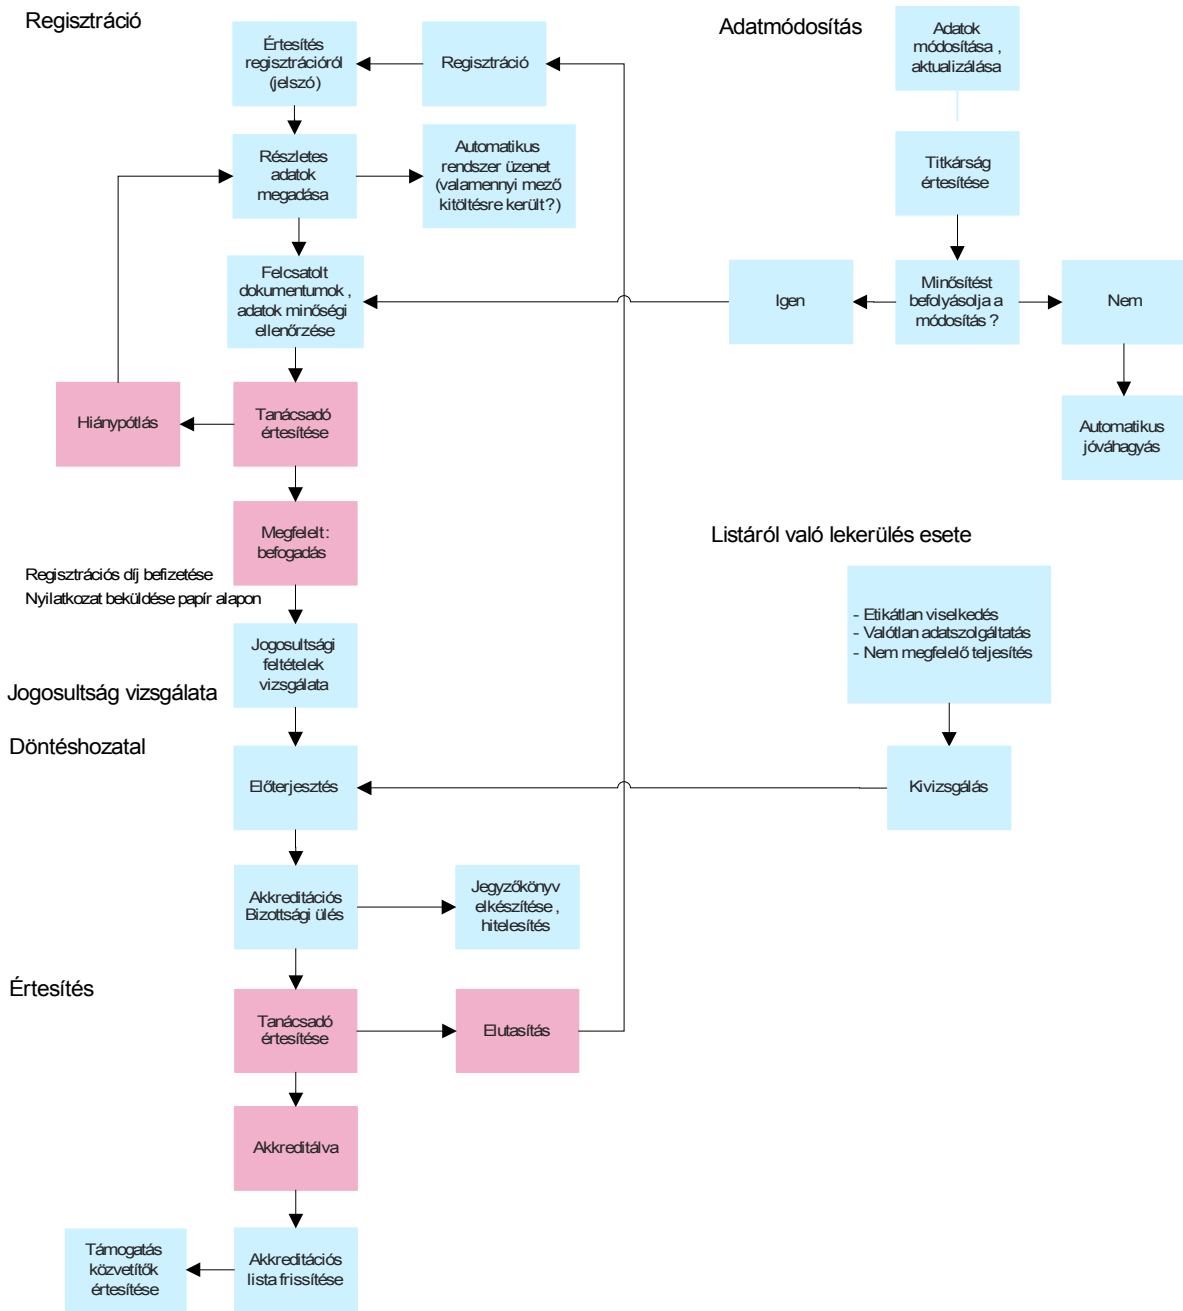 Regisztráció
Értesítés
regisztrációról
(jelszó)
Regisztráció
Részletes
adatok
megadása
Automatikus
rendszer üzenet
(valamennyi mező
kitöltésre került?)
Felcsatolt
dokumentumok ,
adatok minőségi
ellenőrzése
Hiánypótlás
Tanácsadó
értesítése
Megfelelt :
befogadás
Regisztrációs díj befizetése
Nyilatkozat beküldése papír alapon
Jogosultsági
feltételek
vizsgálata
Jogosultság vizsgálata
Döntéshozatal
Előterjesztés
Akkreditációs
Bizottsági ülés
Jegyzőkönyv
elkészítése ,
hitelesítés
Értesítés
Tanácsadó
értesítése
Elutasítás
Akkreditálva
Támogatás
közvetítők
értesítése
Akkreditációs
lista frissítése
Adatmódosítás
Adatok
módosítása ,
aktualizálása
Titkárság
értesítése
Igen
Minősítést
befolyásolja a
módosítás ?
Nem
Automatikus
jóváhagyás
Listáról való lekerülés esete
- Etikátlan viselkedés
- Valótlan adatszolgáltatás
- Nem megfelelő teljesítés
Kivizsgálás